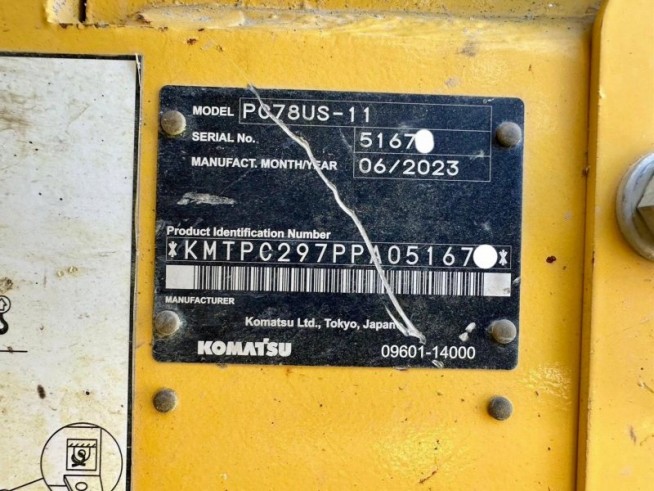 MODEL PC78US-11
SERIAL No. 5167
MANUFACT. MONTH/YEAR 06/2023
Product Identification Number
*KMTPC297PPA05167 *
MANUFACTURER
Komatsu Ltd., Tokyo, Japan
KOMATSU 09601-14000